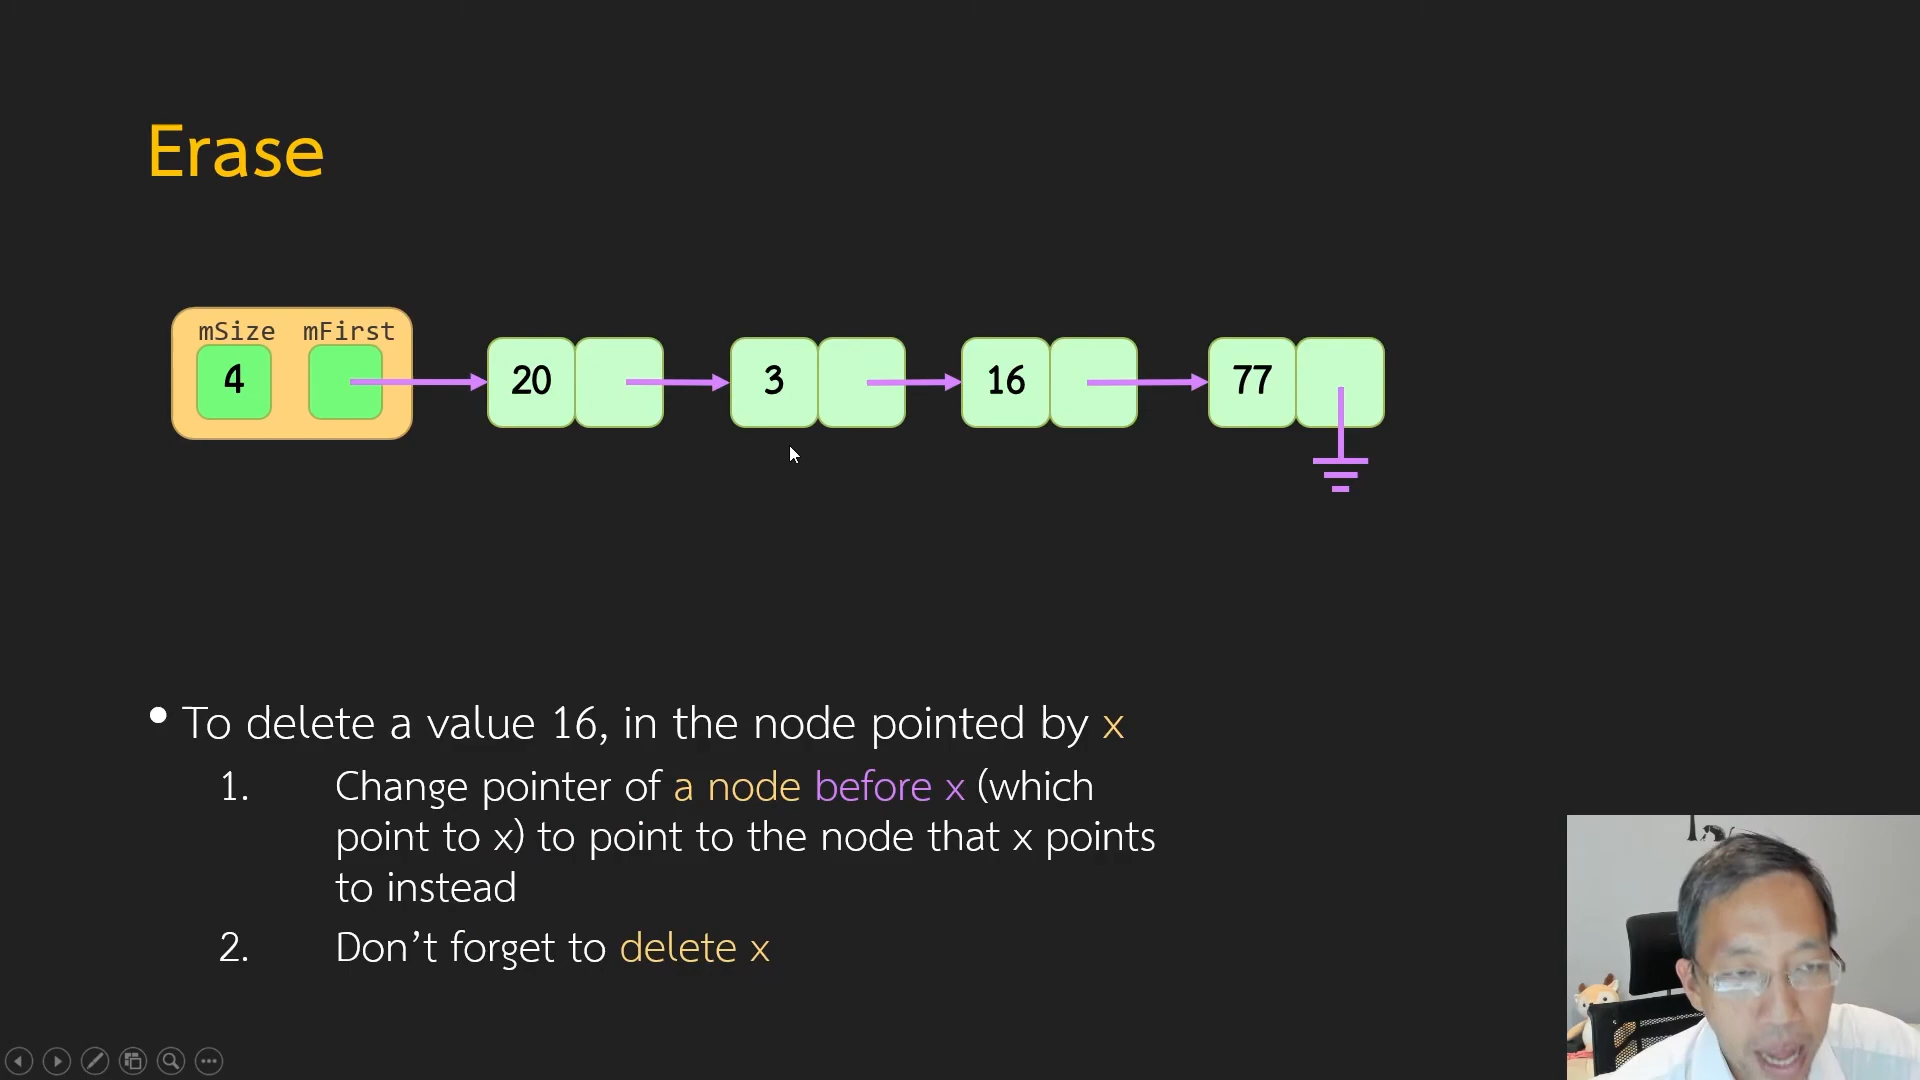 Erase
mSize mFirst
4 20 3 16 77
• To delete a value 16, in the node pointed by x
1. Change pointer of a node before x (which
point to x) to point to the node that x points
to instead
2. Don’t forget to delete x